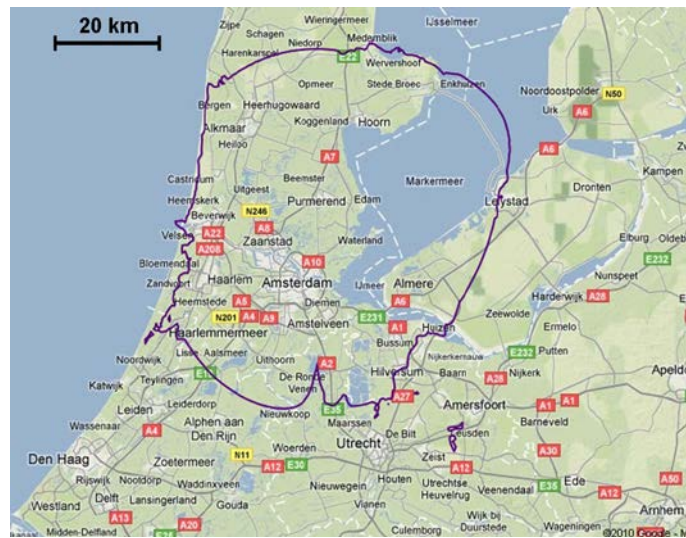 20 km
Zijpe
Wieringermeer
IJsselmeer
Schagen
Niedorp
Medemblik
Harenkarspel
E22
Wervershoof
Opmeer
Stede Broec
Enkhuizen
Noordoostpolder
N50
Bergen
Heerhugowaard
Urk
A6
Koggenland
Hoorn
Alkmaar
Heiloo
A7
A6
Kampen
Castricum
Beemster
Markermeer
Uitgeest
Dronten
Heemskerk
Purmerend
Edam
Lelystad
Beverwijk
N246
Velsen
A22
A8
Zaanstad
Waterland
Elburg
Oldeb
A208
E232
Bloemendaal
A10
Nunspeet
Zandvoort
Haarlem
Amsterdam
IJmeer
Almere
Harderwijk
A28
Heemstede
A5
Diemen
A6
Zeewolde
N201
A4
A9
E231
Haarlemmermeer
Amstelveen
A1
Huizen
Ermelo
Bussum
Noordwijk
Lisse
Aalsmeer
Uithoorn
A2
Nijkerkernauw
E232
Putten
Katwijk
Teylingen
De Ronde
Venen
Hilversum
Baarn
A28
Nijkerk
Apeldo
Leiden
Leiderdorp
Nieuwkoop
E35
A27
Amersfoort
A1
A1
Wassenaar
A4
Alphen aan
Den Rijn
Maarssen
Barneveld
Utrecht
De Bilt
Leusden
Den Haag
Zoetermeer
N11
Woerden
Zeist
A30
A12
E30
A12
Rijswijk
Nootdorp
Waddinxveen
Houten
Utrechtse
Heuvelrug
Veenendaal
E35
Ede
A50
Westland
Delft
Lansingerland
Nieuwegein
A12
Gouda
Vianen
Arnhem
A13
Wijk bij
Duurstede
A20
Midden-Delfland
Culemborg
Wageningen
©2010 Google - M